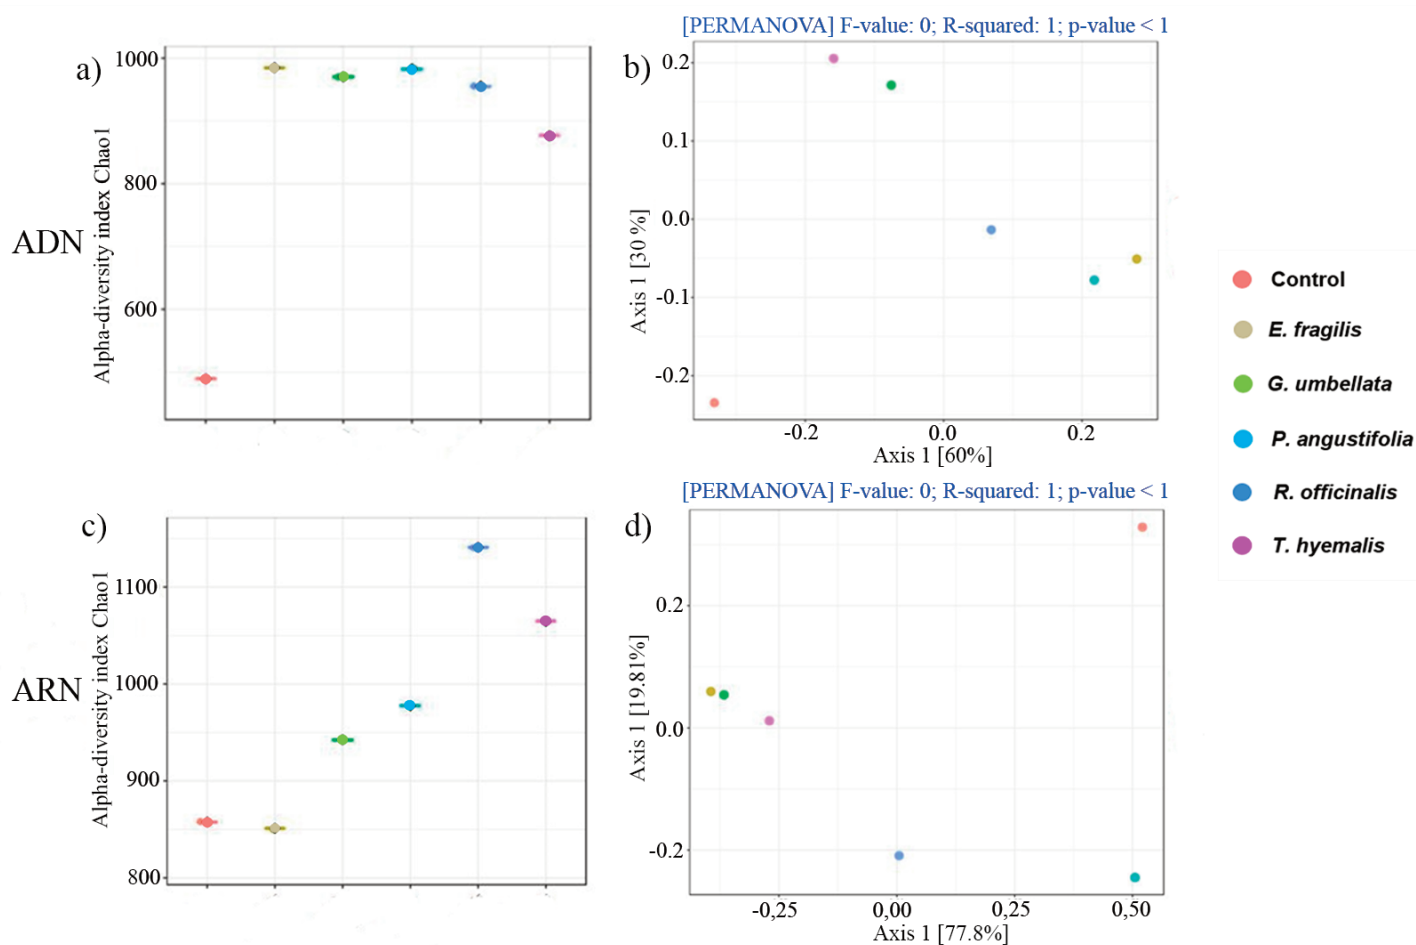 ADN
a)
Alpha-diversity index Chao1
1000
800
600
[PERMANOVA] F-value: 0; R-squared: 1; p-value < 1
b)
Axis 1 [30 %]
0.2
0.1
0.0
-0.1
-0.2
-0.2
0.0
0.2
Axis 1 [60%]
ARN
c)
Alpha-diversity index Chao1
1100
1000
900
800
[PERMANOVA] F-value: 0; R-squared: 1; p-value < 1
d)
Axis 1 [19.81%]
0.2
0.0
-0.2
-0,25
0,00
0,25
0,50
Axis 1 [77.8%]
Control
E. fragilis
G. umbellata
P. angustifolia
R. officinalis
T. hyemalis